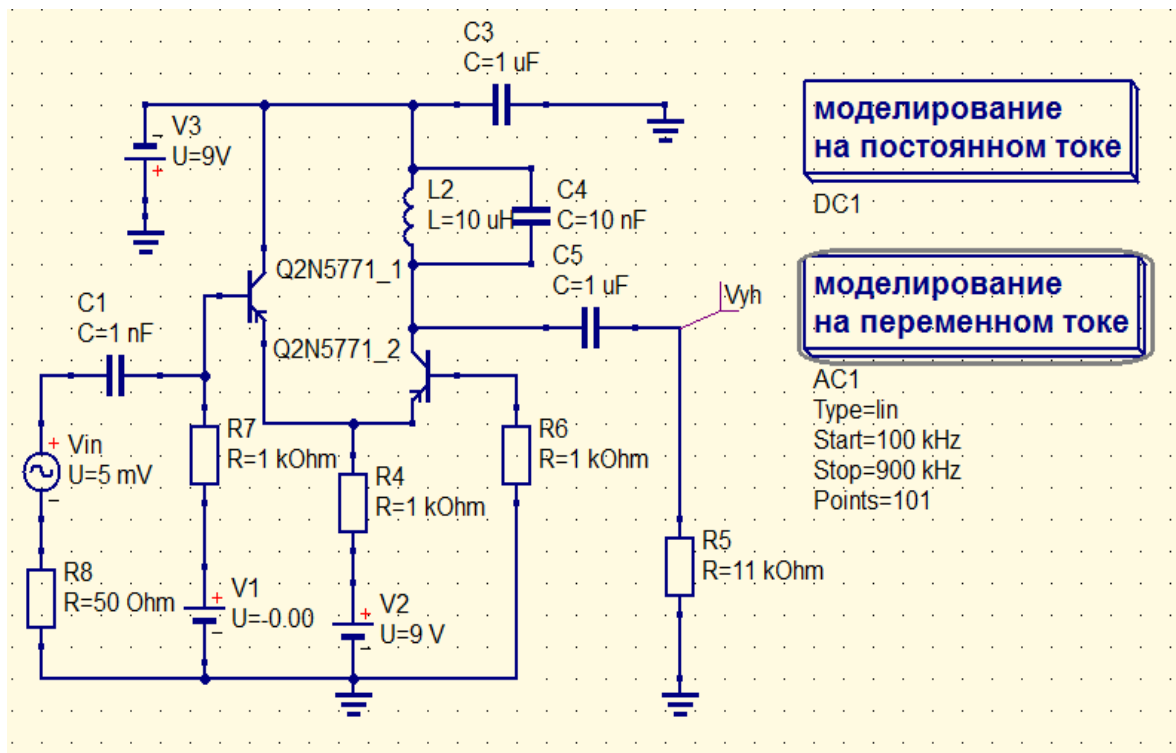 C3
C=1 uF
V3
U=9V
L2
L=10 uH
C4
C=10 nF
C5
C=1 uF
Q2N5771_1
Q2N5771_2
C1
C=1 nF
Vyh
Vin
U=5 mV
R7
R=1 kOhm
R4
R=1 kOhm
R6
R=1 kOhm
R8
R=50 Ohm
V1
U=-0.00
V2
U=9 V
R5
R=11 kOhm
моделирование
на постоянном токе
DC1
моделирование
на переменном токе
AC1
Type=lin
Start=100 kHz
Stop=900 kHz
Points=101